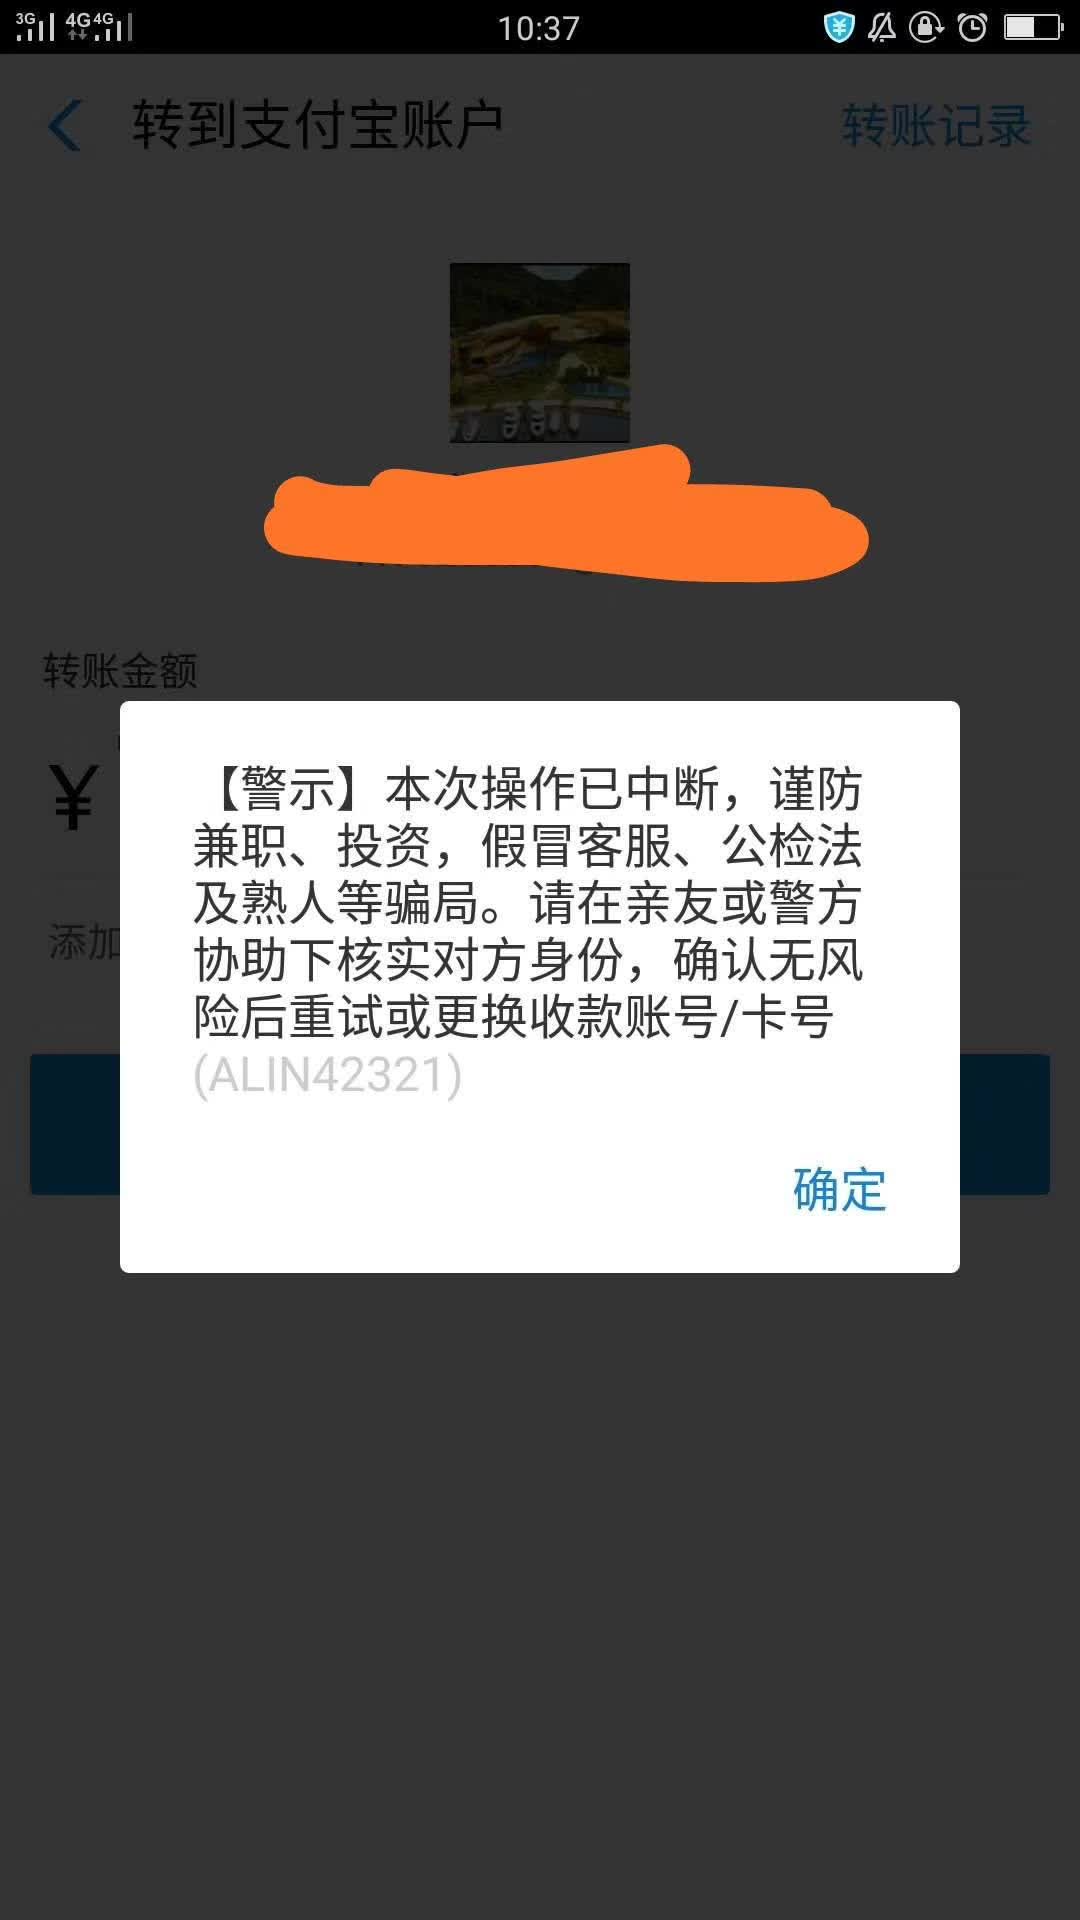 3G 4G 4G 10:37
转到支付宝账户 转账记录
转账金额
¥
添加
【警示】本次操作已中断，谨防
兼职、投资，假冒客服、公检法
及熟人等骗局。请在亲友或警方
协助下核实对方身份，确认无风
险后重试或更换收款账号/卡号
(ALIN42321)
确定